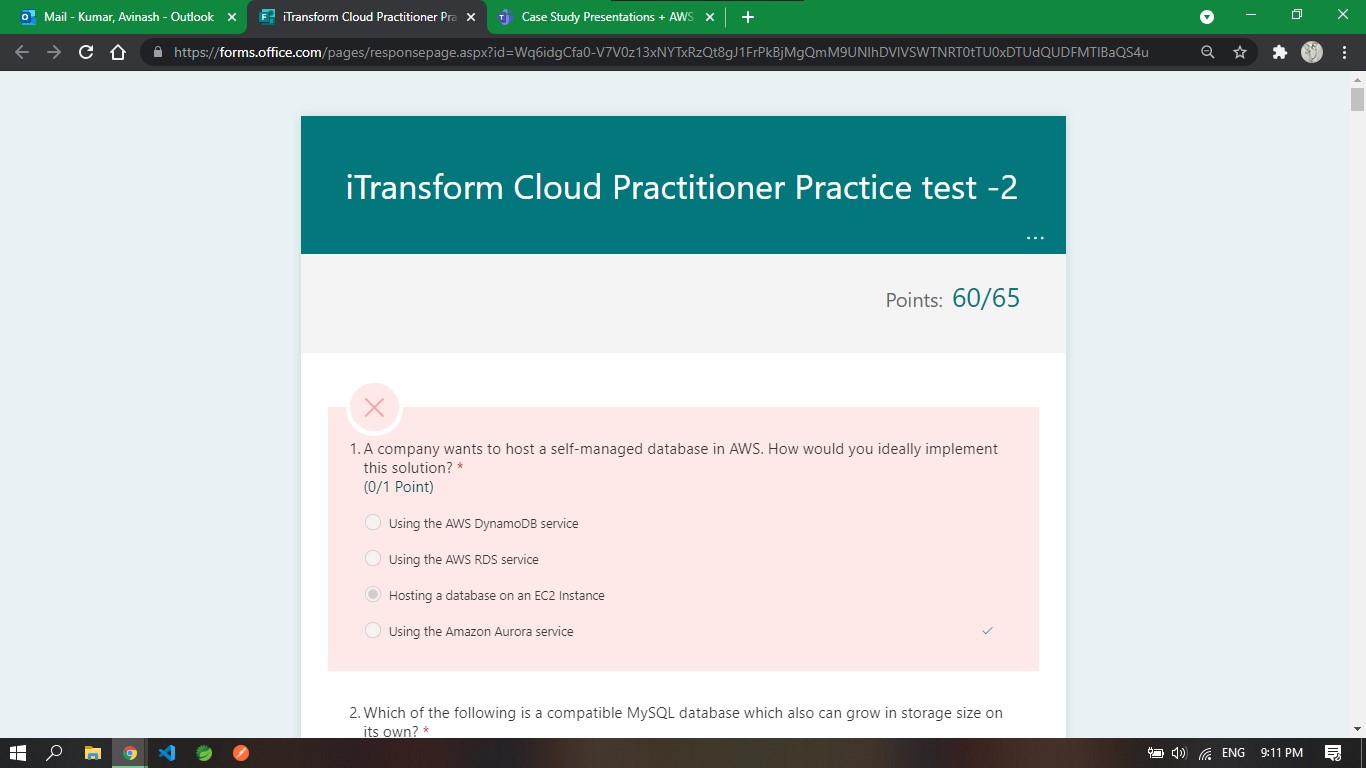 Mail - Kumar, Avinash - Outlook
iTransform Cloud Practitioner Pra
Case Study Presentations + AWS
https://forms.office.com/pages/responsepage.aspx?id=Wq6idgCfa0-V7V0z13xNYTxRzQt8gJ1FrPkBjMgQmM9UNlhDVlVSWTNRT0tTU0xDTUdQUDFMTlBaQS4u
iTransform Cloud Practitioner Practice test -2
...
Points: 60/65
1. A company wants to host a self-managed database in AWS. How would you ideally implement
this solution? *
(0/1 Point)
Using the AWS DynamoDB service
Using the AWS RDS service
Hosting a database on an EC2 Instance
Using the Amazon Aurora service
2. Which of the following is a compatible MySQL database which also can grow in storage size on
its own? *
ENG 9:11 PM